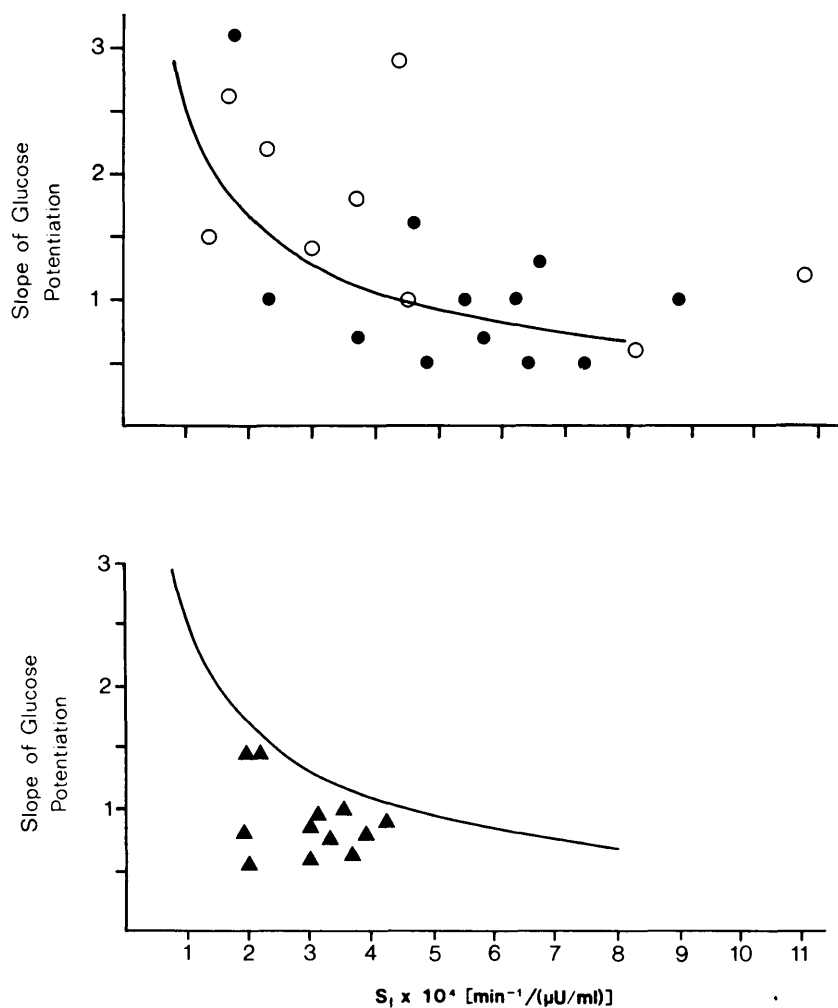 3
2
1
Slope of Glucose
Potentiation
3
2
1
Slope of Glucose
Potentiation
1 2 3 4 5 6 7 8 9 10 11
S_I x 10⁴ [min⁻¹/(µU/ml)]